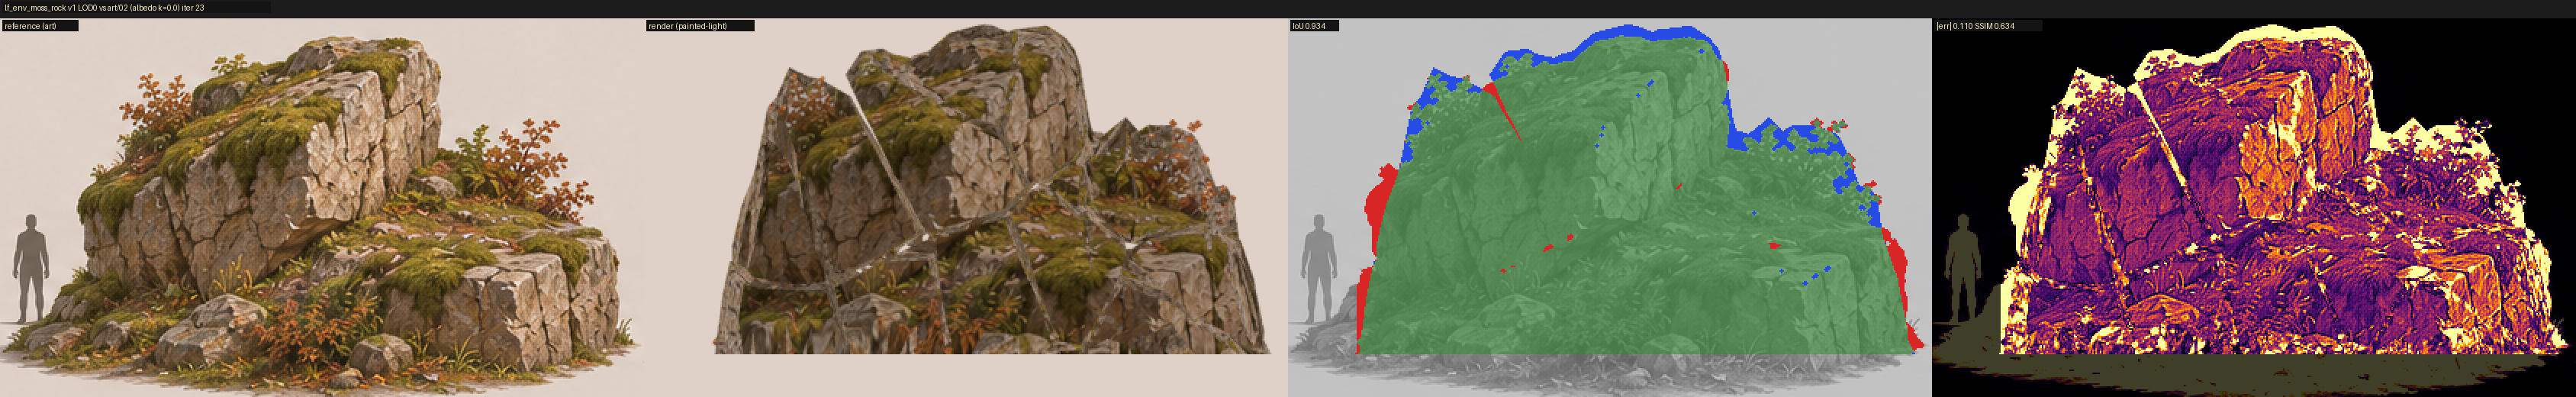 lf_env_moss_rock v1 LOD0 vs art/02 (albedo k=0.0) iter 23
reference (art)
render (painted-light)
IoU 0.934
|err| 0.110 SSIM 0.634